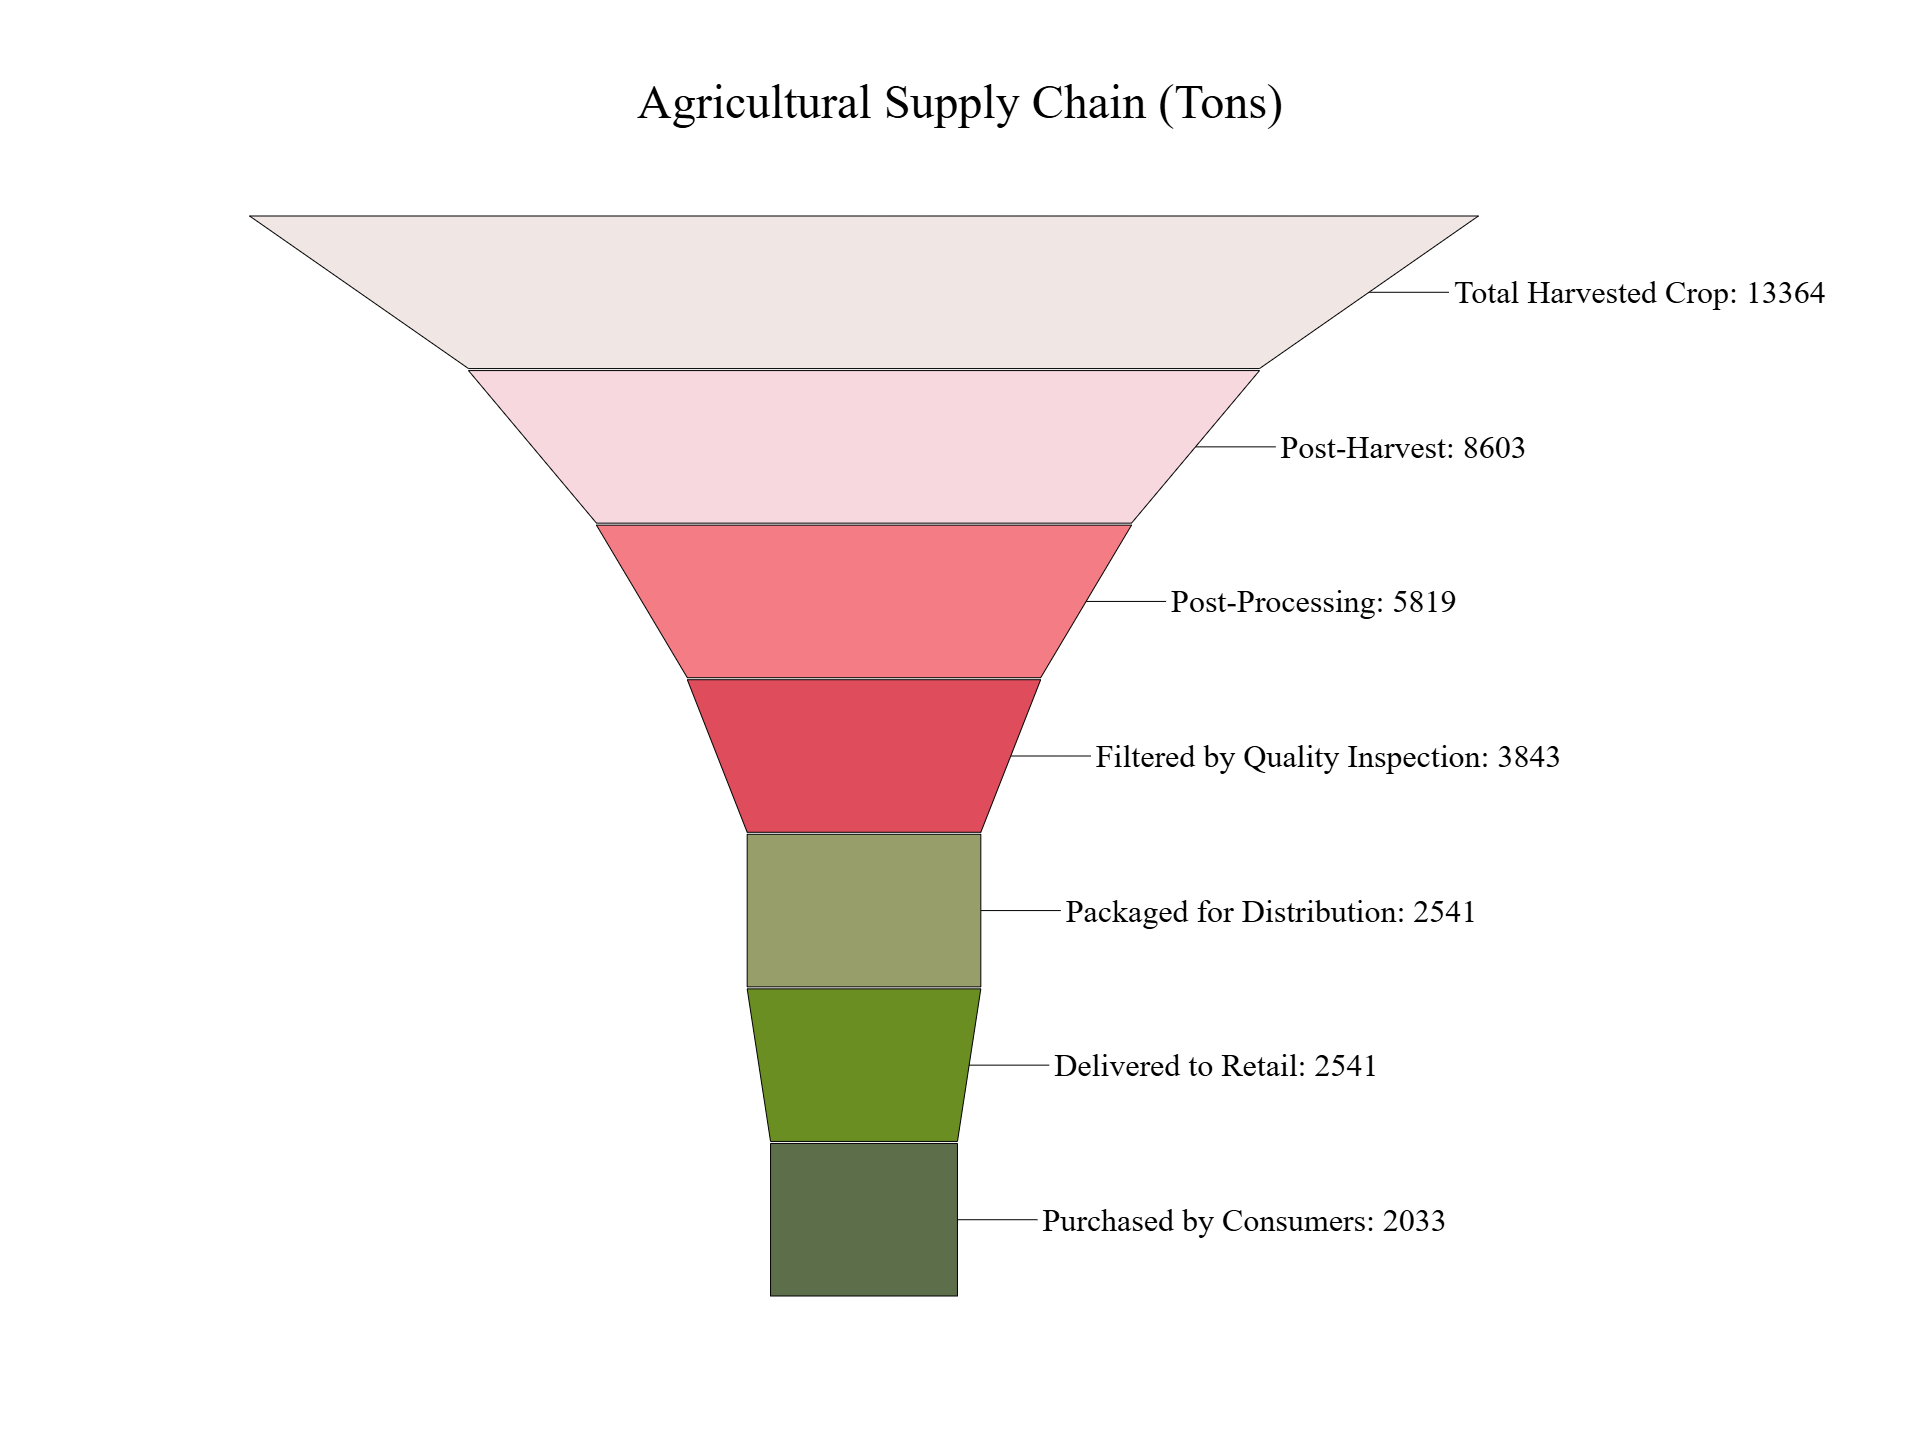 Agricultural Supply Chain (Tons)
Total Harvested Crop: 13364
Post-Harvest: 8603
Post-Processing: 5819
Filtered by Quality Inspection: 3843
Packaged for Distribution: 2541
Delivered to Retail: 2541
Purchased by Consumers: 2033